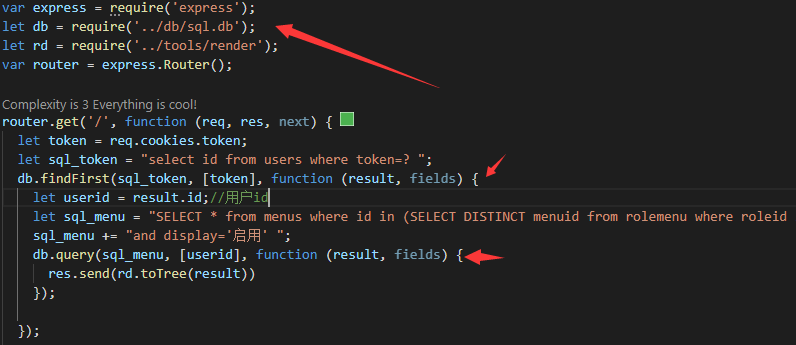 var express = require('express');
let db = require('../db/sql.db');
let rd = require('../tools/render');
var router = express.Router();
Complexity is 3 Everything is cool!
router.get('/', function (req, res, next) {
let token = req.cookies.token;
let sql_token = "select id from users where token=? ";
db.findFirst(sql_token, [token], function (result, fields) {
let userid = result.id;//用户id
let sql_menu = "SELECT * from menus where id in (SELECT DISTINCT menuid from rolemenu where roleid
sql_menu += "and display='启用' ";
db.query(sql_menu, [userid], function (result, fields) {
res.send(rd.toTree(result))
});
});